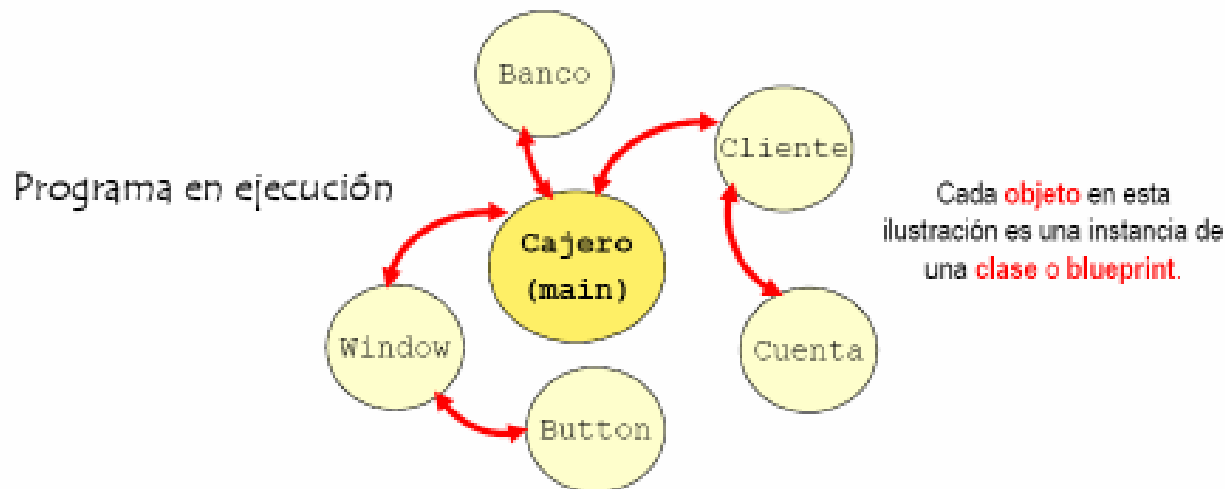 Banco
Cliente
Programa en ejecución
Cada objeto en esta
ilustración es una instancia de
una clase o blueprint.
Cajero
(main)
Window
Cuenta
Button